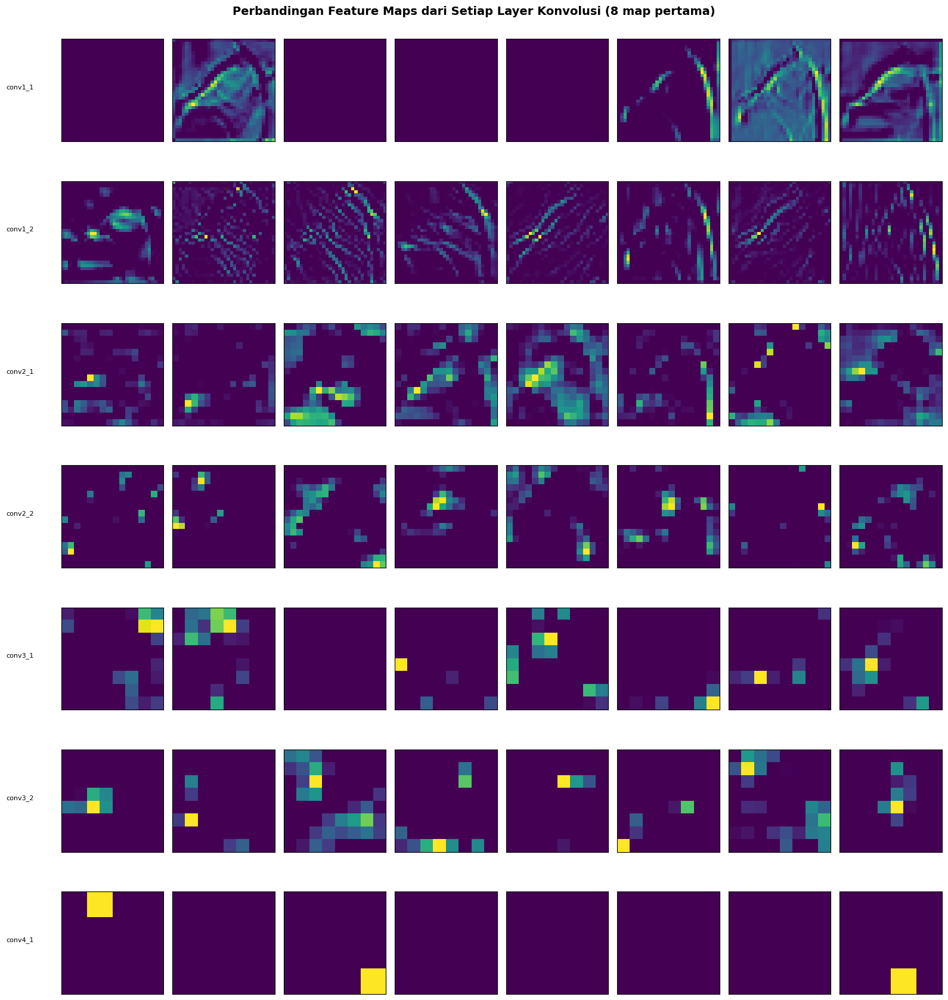 Perbandingan Feature Maps dari Setiap Layer Konvolusi (8 map pertama)
conv1_1
conv1_2
conv2_1
conv2_2
conv3_1
conv3_2
conv4_1